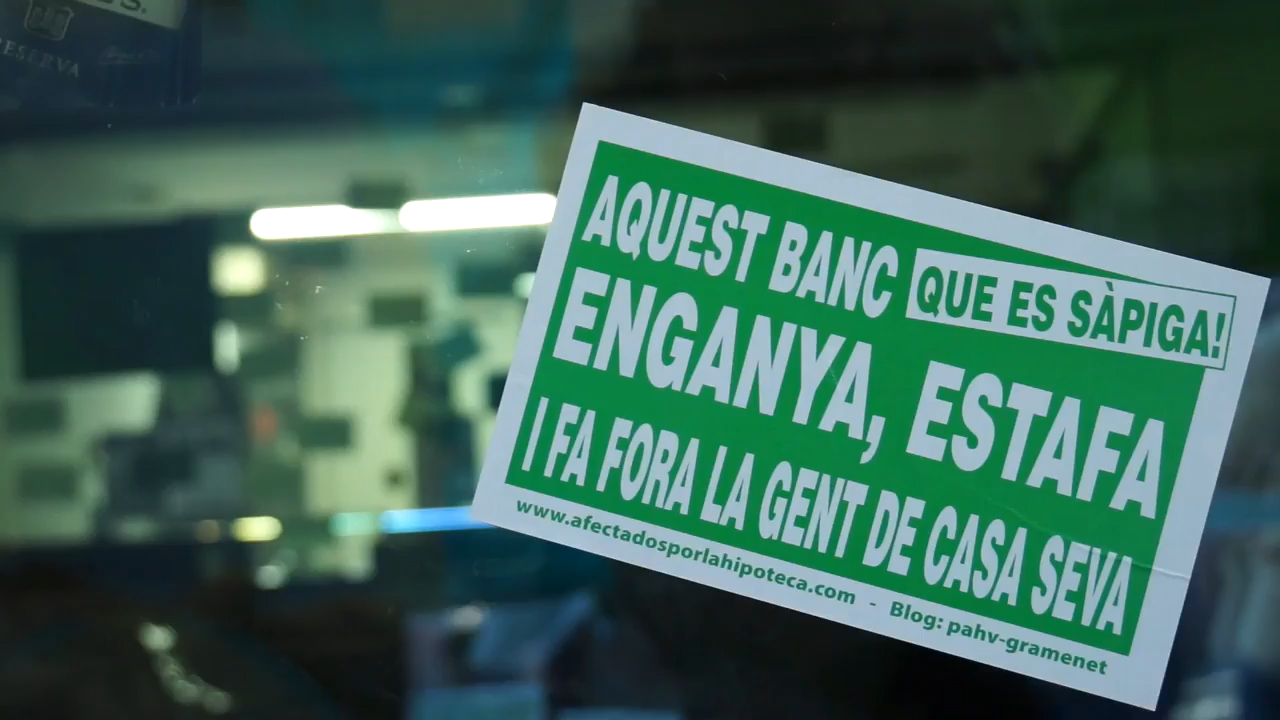 RESERVA
AQUEST BANC QUE ES SÀPIGA!
ENGANYA, ESTAFA
I FA FORA LA GENT DE CASA SEVA
www.afectadosporlahipoteca.com - Blog: pahv-gramenet